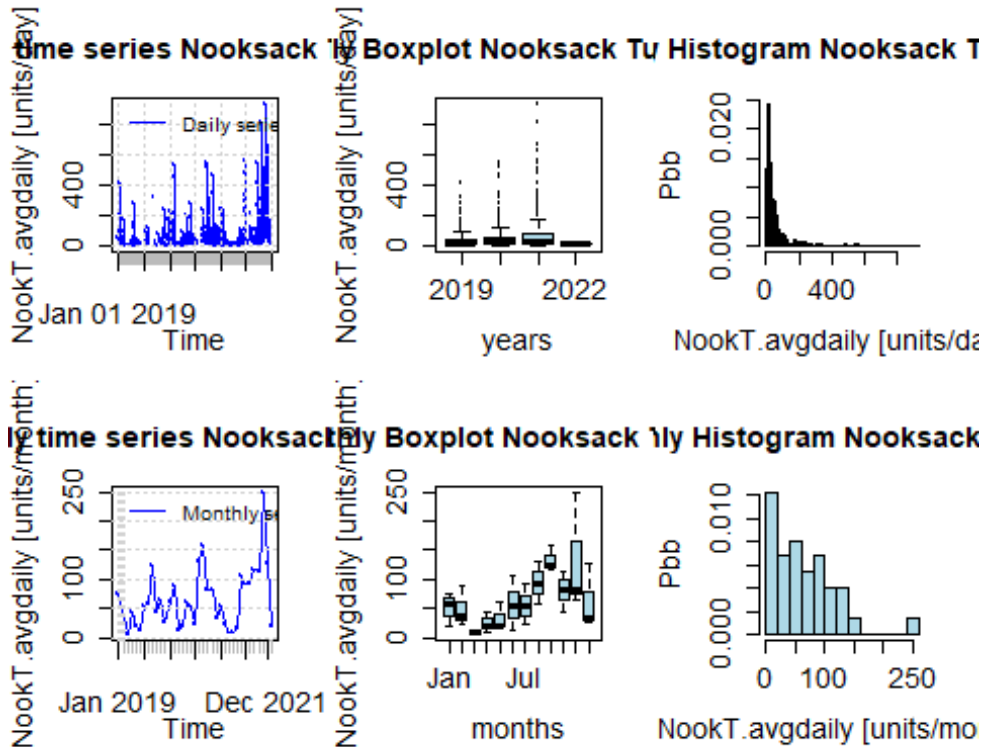 time series Nooksack
Boxplot Nooksack Tu
Histogram Nooksack T
NookT.avgdaily [units/day]
0
400
Daily serie
Jan 01 2019
Time
NookT.avgdaily [units/day]
0
400
2019
2022
years
Pbb
0.000
0.020
0
400
NookT.avgdaily [units/da
ly time series Nooksack
hly Boxplot Nooksack
ly Histogram Nooksack
NookT.avgdaily [units/month]
0
100
250
Monthly se
Jan 2019
Dec 2021
Time
NookT.avgdaily [units/month]
0
100
250
Jan
Jul
months
Pbb
0.000
0.010
0
100
250
NookT.avgdaily [units/mo